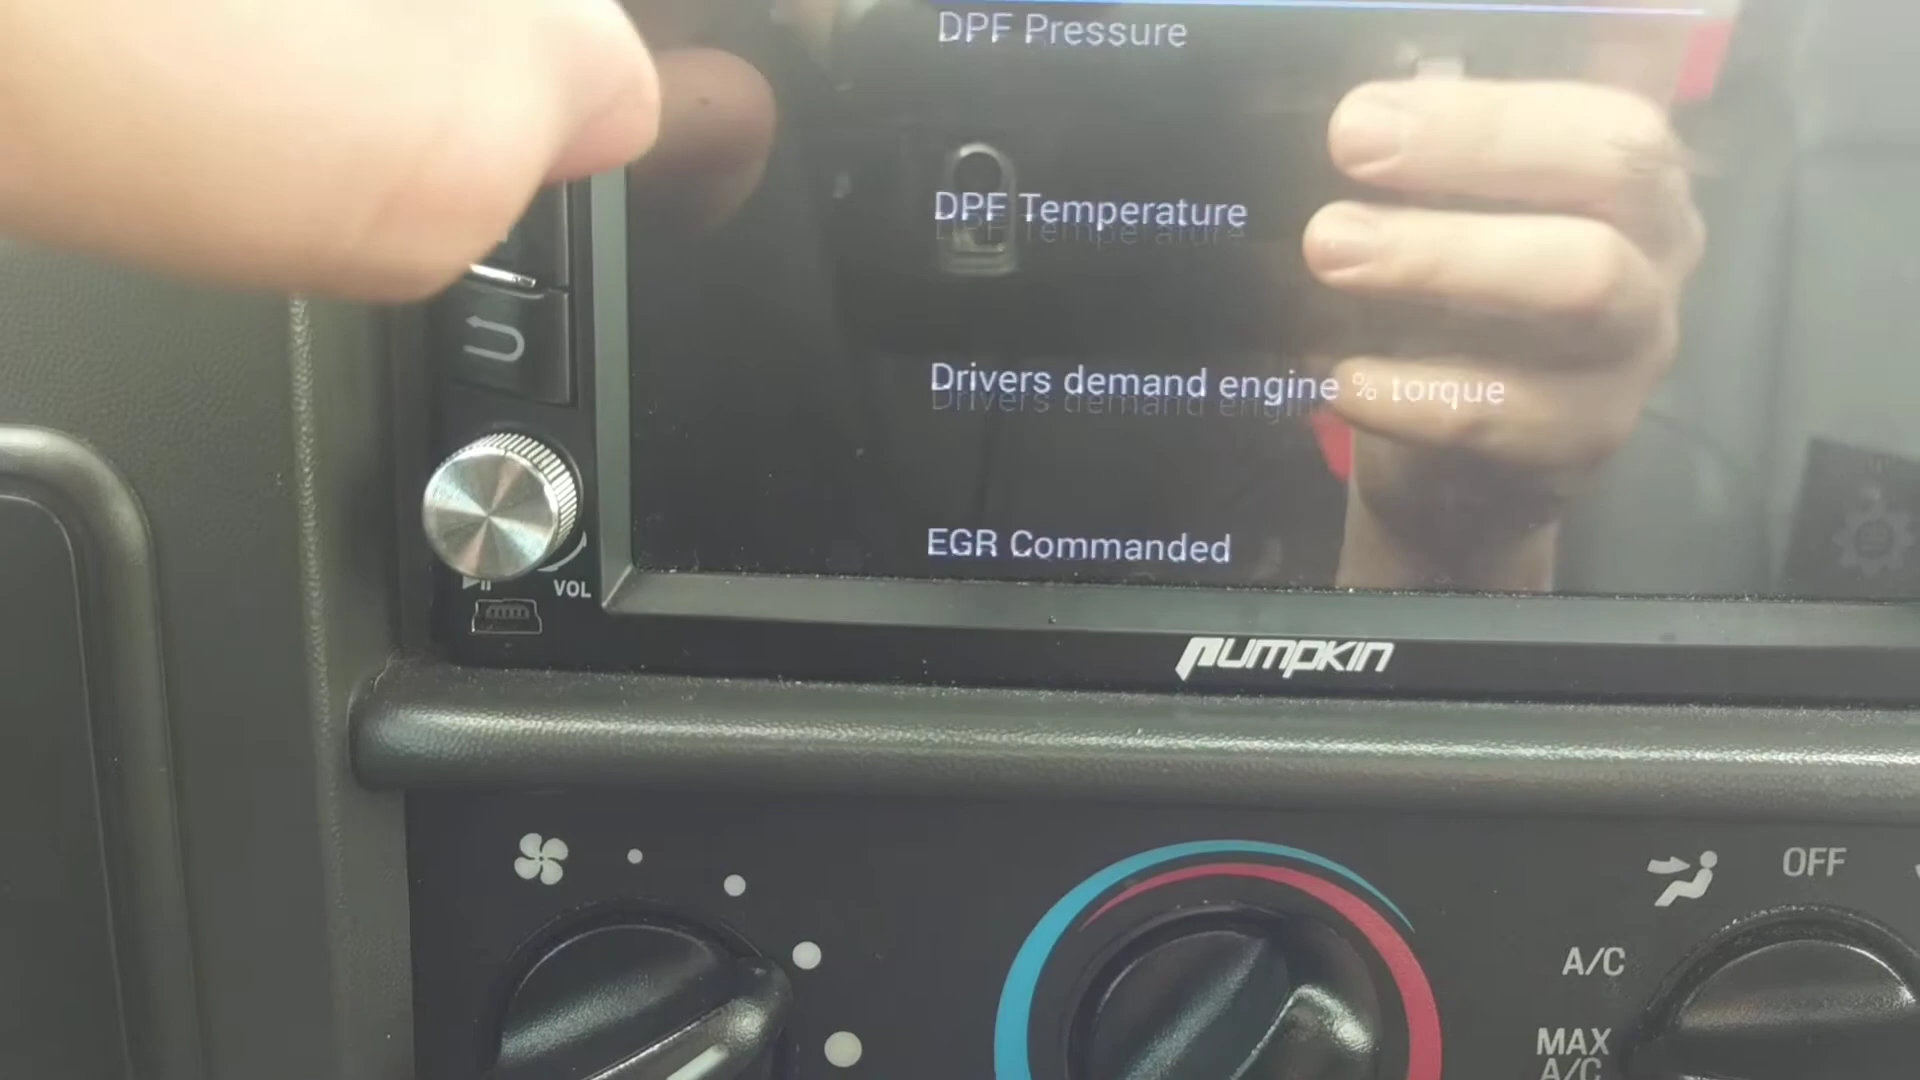 DPF Pressure
DPF Temperature
Drivers demand engine % torque
EGR Commanded
VOL
PUMPKIN
OFF
A/C
MAX
A/C